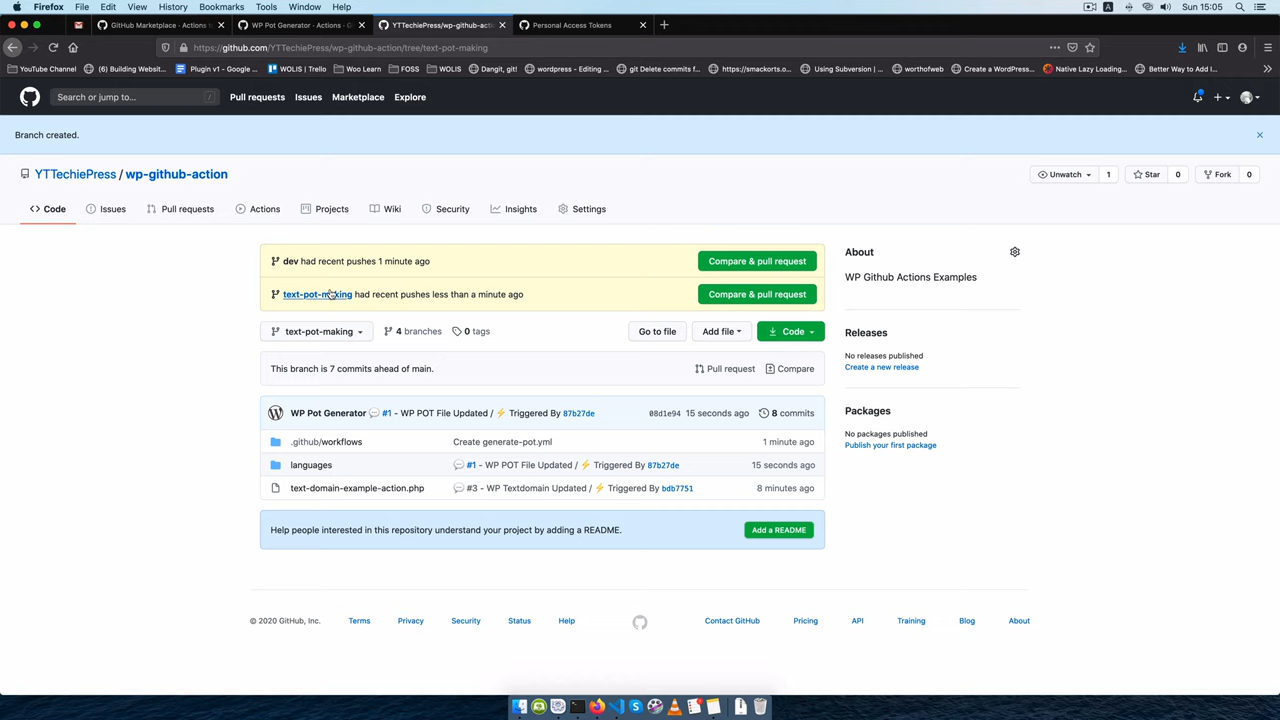 Firefox File Edit View History Bookmarks Tools Window Help Sun 15:05
GitHub Marketplace - Actions to WP Pot Generator - Actions - G YTTechiePress/wp-github-acti Personal Access Tokens
https://github.com/YTTechiePress/wp-github-action/tree/text-pot-making
YouTube Channel (6) Building Websit... Plugin v1 - Google ... WOLIS | Trello Woo Learn FOSS WOLIS Dangit, git! wordpress - Editing ... git Delete commits f... https://smackorts.o... Using Subversion |... worthofweb Create a WordPress... Native Lazy Loading... Better Way to Add I...
Search or jump to... / Pull requests Issues Marketplace Explore
Branch created.
YTTechiePress / wp-github-action Unwatch 1 Star 0 Fork 0
Code Issues Pull requests Actions Projects Wiki Security Insights Settings
dev had recent pushes 1 minute ago Compare & pull request
text-pot-making had recent pushes less than a minute ago Compare & pull request
text-pot-making 4 branches 0 tags Go to file Add file Code
This branch is 7 commits ahead of main. Pull request Compare
WP Pot Generator #1 - WP POT File Updated / Triggered By 87b27de 08d1e94 15 seconds ago 8 commits
.github/workflows Create generate-pot.yml 1 minute ago
languages #1 - WP POT File Updated / Triggered By 87b27de 15 seconds ago
text-domain-example-action.php #3 - WP Textdomain Updated / Triggered By bdb7751 8 minutes ago
Help people interested in this repository understand your project by adding a README. Add a README
About
WP Github Actions Examples
Releases
No releases published
Create a new release
Packages
No packages published
Publish your first package
© 2020 GitHub, Inc. Terms Privacy Security Status Help Contact GitHub Pricing API Training Blog About